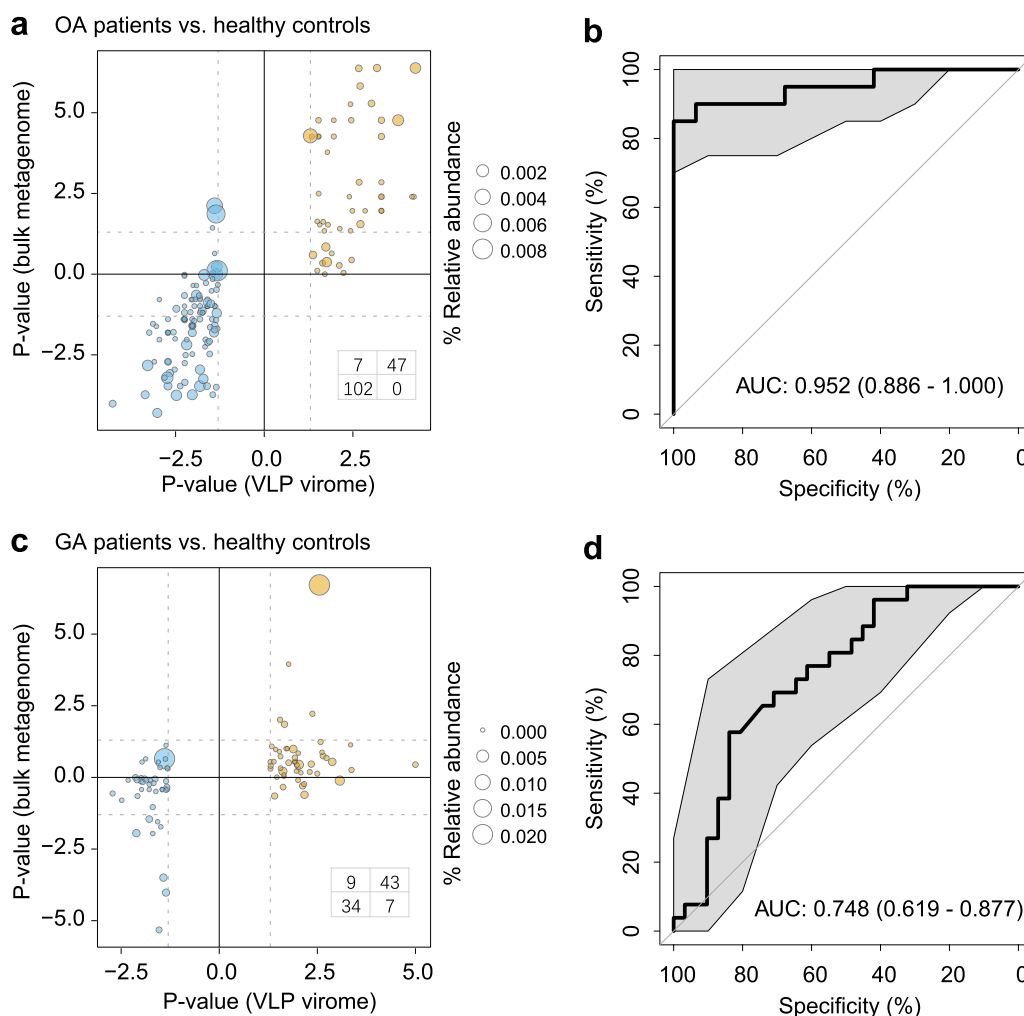 a OA patients vs. healthy controls
P-value (bulk metagenome)
5.0
2.5
0.0
−2.5
7 47
102 0
−2.5 0.0 2.5
P-value (VLP virome)
% Relative abundance
0.002
0.004
0.006
0.008
b
Sensitivity (%)
100
80
60
40
20
0
AUC: 0.952 (0.886 - 1.000)
100 80 60 40 20 0
Specificity (%)
c GA patients vs. healthy controls
P-value (bulk metagenome)
5.0
2.5
0.0
−2.5
−5.0
9 43
34 7
−2.5 0.0 2.5 5.0
P-value (VLP virome)
% Relative abundance
0.000
0.005
0.010
0.015
0.020
d
Sensitivity (%)
100
80
60
40
20
0
AUC: 0.748 (0.619 - 0.877)
100 80 60 40 20 0
Specificity (%)